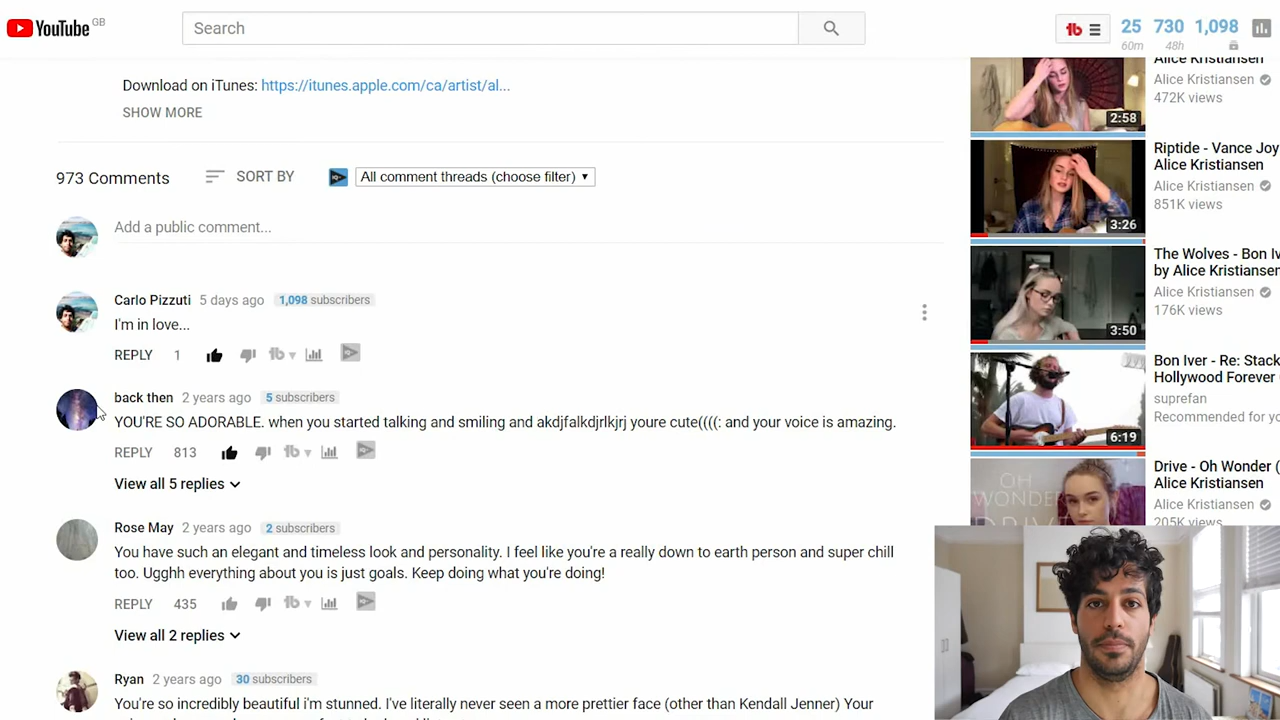 YouTube GB
Search
25 730 1,098
60m 48h
Download on iTunes: https://itunes.apple.com/ca/artist/al...
SHOW MORE
973 Comments SORT BY All comment threads (choose filter)
Add a public comment...
Carlo Pizzuti 5 days ago 1,098 subscribers
I'm in love...
REPLY 1
back then 2 years ago 5 subscribers
YOU'RE SO ADORABLE. when you started talking and smiling and akdjfalkdjrlkjrj youre cute((((: and your voice is amazing.
REPLY 813
View all 5 replies
Rose May 2 years ago 2 subscribers
You have such an elegant and timeless look and personality. I feel like you're a really down to earth person and super chill
too. Ugghh everything about you is just goals. Keep doing what you're doing!
REPLY 435
View all 2 replies
Ryan 2 years ago 30 subscribers
You're so incredibly beautiful i'm stunned. I've literally never seen a more prettier face (other than Kendall Jenner) Your
Alice Kristiansen
Alice Kristiansen
472K views
2:58
Riptide - Vance Joy
Alice Kristiansen
Alice Kristiansen
851K views
3:26
The Wolves - Bon Iv
by Alice Kristiansen
Alice Kristiansen
176K views
3:50
Bon Iver - Re: Stack
Hollywood Forever
suprefan
Recommended for yo
6:19
Drive - Oh Wonder (
Alice Kristiansen
Alice Kristiansen
205K views
OH
WONDER
DRIVE